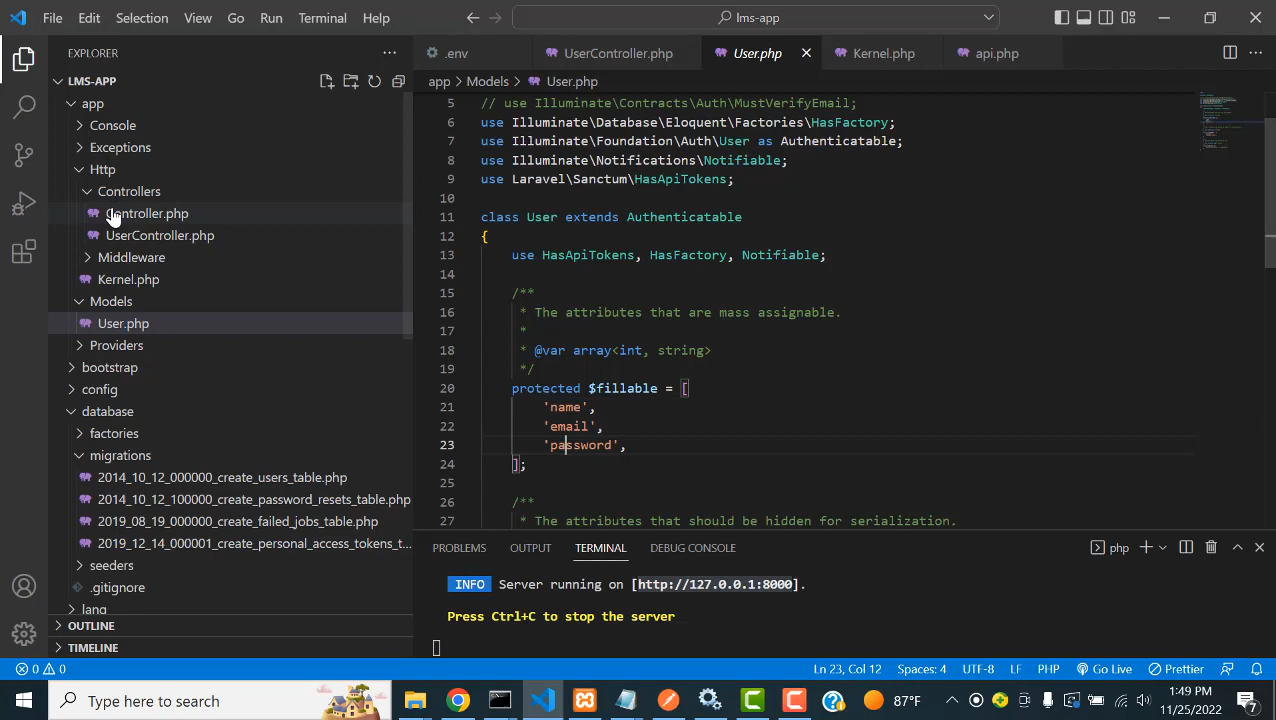 File Edit Selection View Go Run Terminal Help
lms-app
EXPLORER
LMS-APP
app
Console
Exceptions
Http
Controllers
Controller.php
UserController.php
Middleware
Kernel.php
Models
User.php
Providers
bootstrap
config
database
factories
migrations
2014_10_12_000000_create_users_table.php
2014_10_12_100000_create_password_resets_table.php
2019_08_19_000000_create_failed_jobs_table.php
2019_12_14_000001_create_personal_access_tokens_t...
seeders
.gitignore
lang
OUTLINE
TIMELINE
.env UserController.php User.php Kernel.php api.php
app > Models > User.php
5 // use Illuminate\Contracts\Auth\MustVerifyEmail;
6 use Illuminate\Database\Eloquent\Factories\HasFactory;
7 use Illuminate\Foundation\Auth\User as Authenticatable;
8 use Illuminate\Notifications\Notifiable;
9 use Laravel\Sanctum\HasApiTokens;
10
11 class User extends Authenticatable
12 {
13 use HasApiTokens, HasFactory, Notifiable;
14
15 /**
16 * The attributes that are mass assignable.
17 *
18 * @var array<int, string>
19 */
20 protected $fillable = [
21 'name',
22 'email',
23 'password',
24 ];
25
26 /**
27 * The attributes that should be hidden for serialization.
PROBLEMS OUTPUT TERMINAL DEBUG CONSOLE
php
INFO Server running on [http://127.0.0.1:8000].
Press Ctrl+C to stop the server
0 0
Ln 23, Col 12 Spaces: 4 UTF-8 LF PHP Go Live Prettier
Type here to search
87°F
1:49 PM
11/25/2022
7